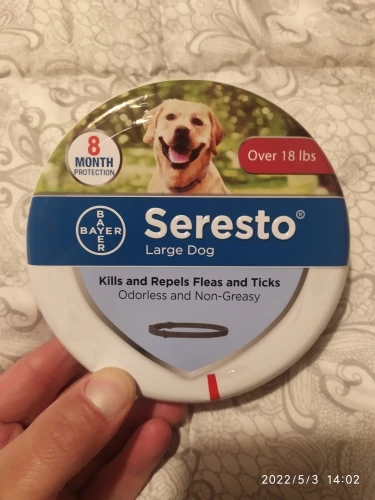 8
MONTH
PROTECTION
Over 18 lbs
BAYER
BAYER
Seresto®
Large Dog
Kills and Repels Fleas and Ticks
Odorless and Non-Greasy
2022/5/3 14:02